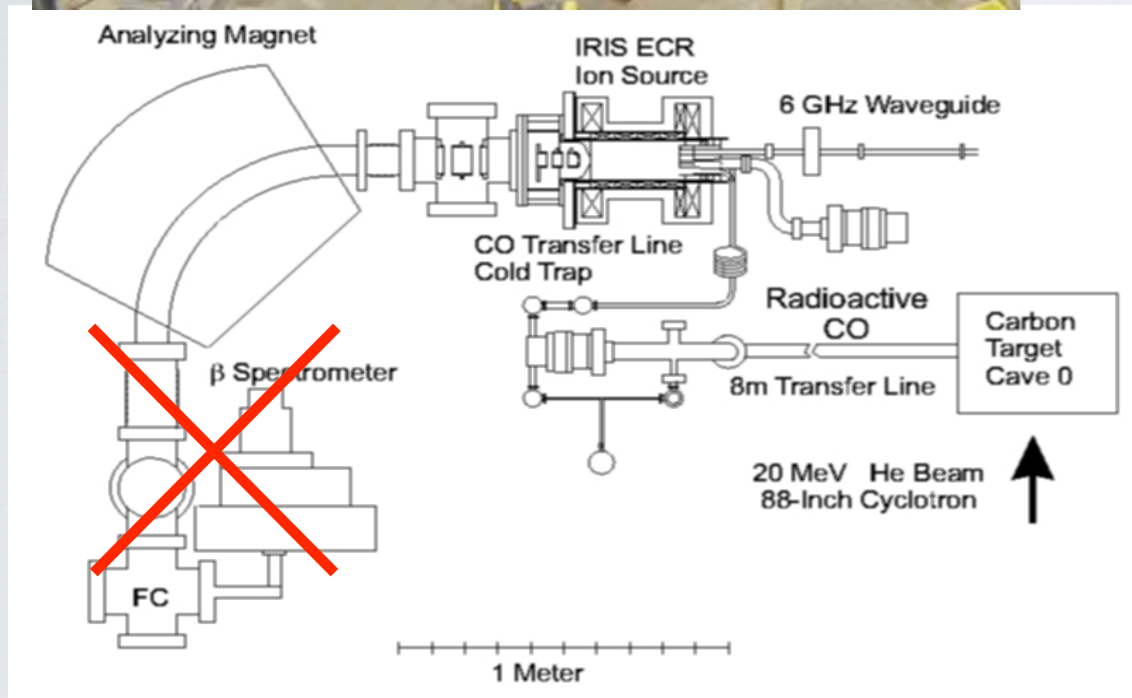 Analyzing Magnet
IRIS ECR
Ion Source
6 GHz Waveguide
CO Transfer Line
Cold Trap
Radioactive
CO
Carbon
Target
Cave 0
β Spectrometer
8m Transfer Line
20 MeV He Beam
88-Inch Cyclotron
FC
1 Meter